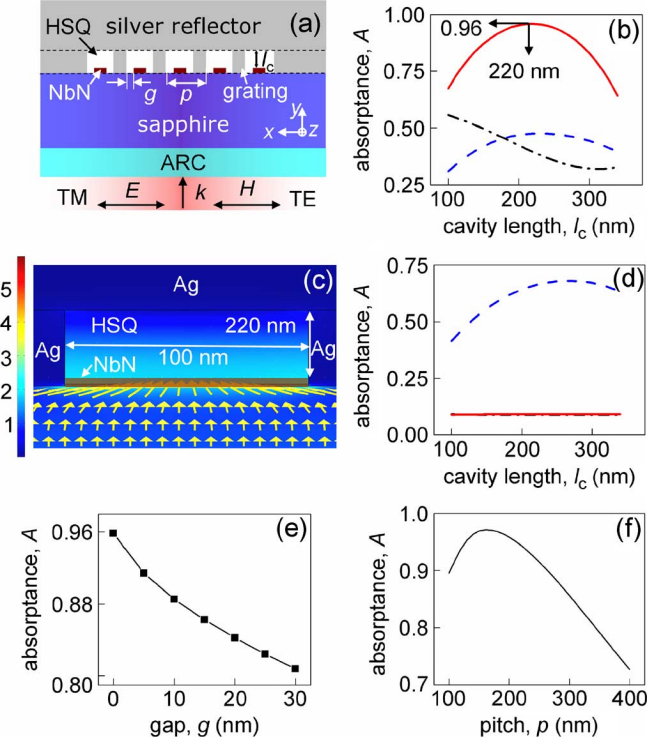 HSQ silver reflector (a)
l_c
NbN g p grating
y
sapphire x z
ARC
TM E k H TE
(b)
absorptance, A
1.00
0.75
0.50
0.25
0.96
220 nm
100 200 300
cavity length, l_c (nm)
(c)
5
4
3
2
1
Ag
HSQ 220 nm
Ag 100 nm Ag
NbN
(d)
absorptance, A
0.75
0.50
0.25
0.00
100 200 300
cavity length, l_c (nm)
(e)
absorptance, A
0.96
0.88
0.80
0 10 20 30
gap, g (nm)
(f)
absorptance, A
1.0
0.9
0.8
0.7
100 200 300 400
pitch, p (nm)